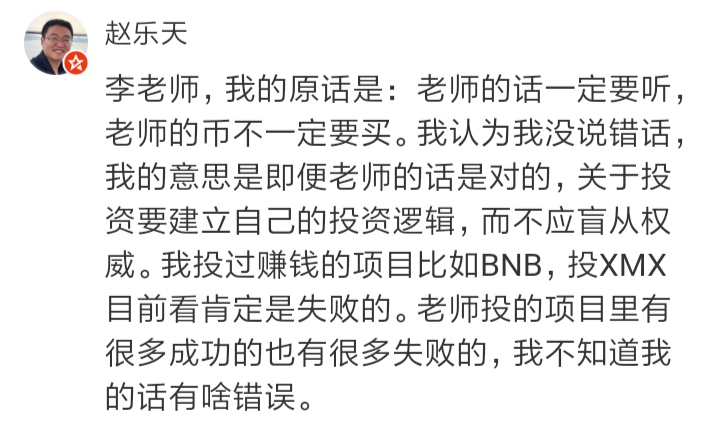 赵乐天
李老师，我的原话是：老师的话一定要听，
老师的币不一定要买。我认为我没说错话，
我的意思是即便老师的话是对的，关于投
资要建立自己的投资逻辑，而不应盲从权
威。我投过赚钱的项目比如BNB，投XMX
目前看肯定是失败的。老师投的项目里有
很多成功的也有很多失败的，我不知道我
的话有啥错误。